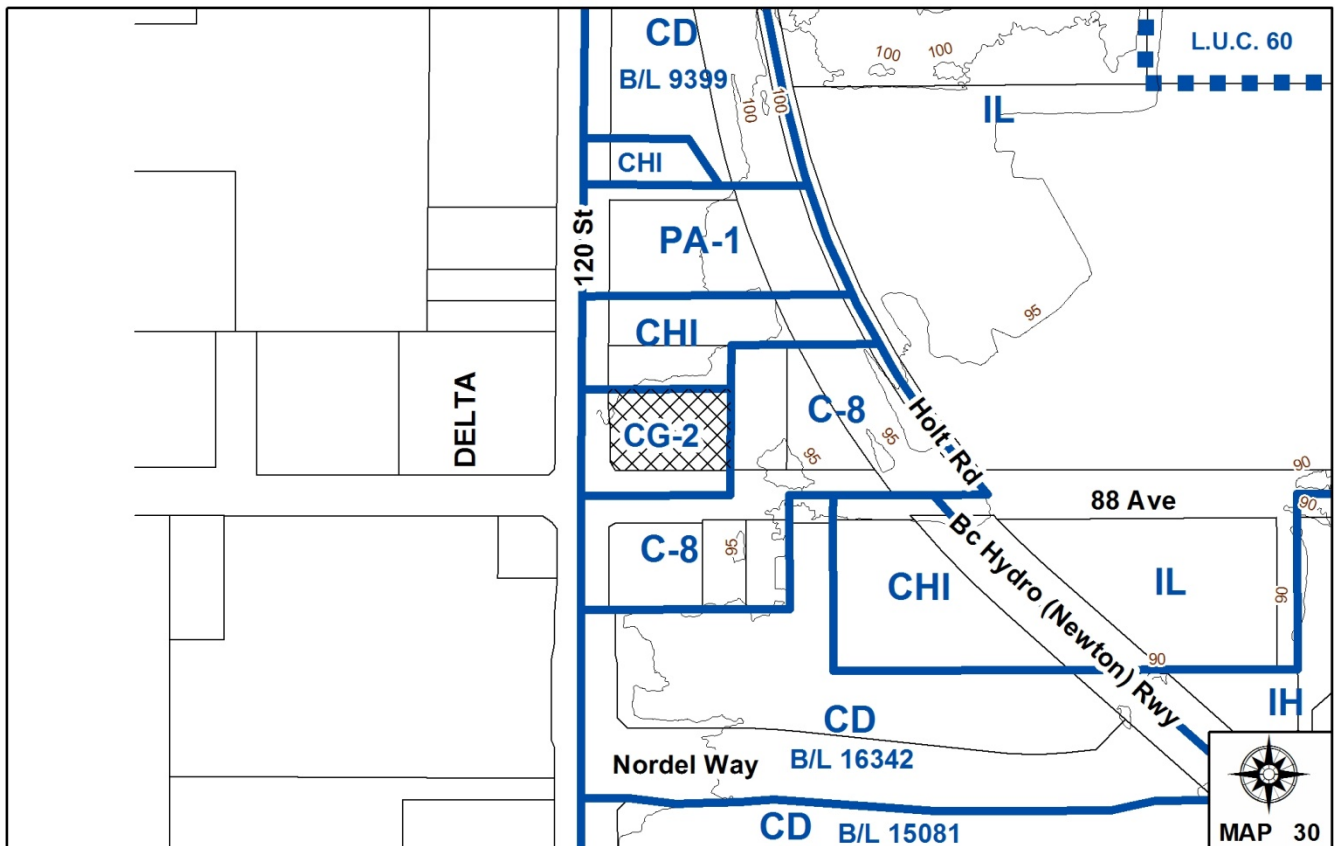 CD
B/L 9399
100
100
L.U.C. 60
100
100
IL
CHI
120 St
PA-1
95
CHI
DELTA
C-8
CG-2
Holt Rd
95
95
90
90
88 Ave
C-8
95
Bc Hydro (Newton) Rwy
CHI
IL
90
90
IH
CD
B/L 16342
Nordel Way
CD
B/L 15081
MAP 30